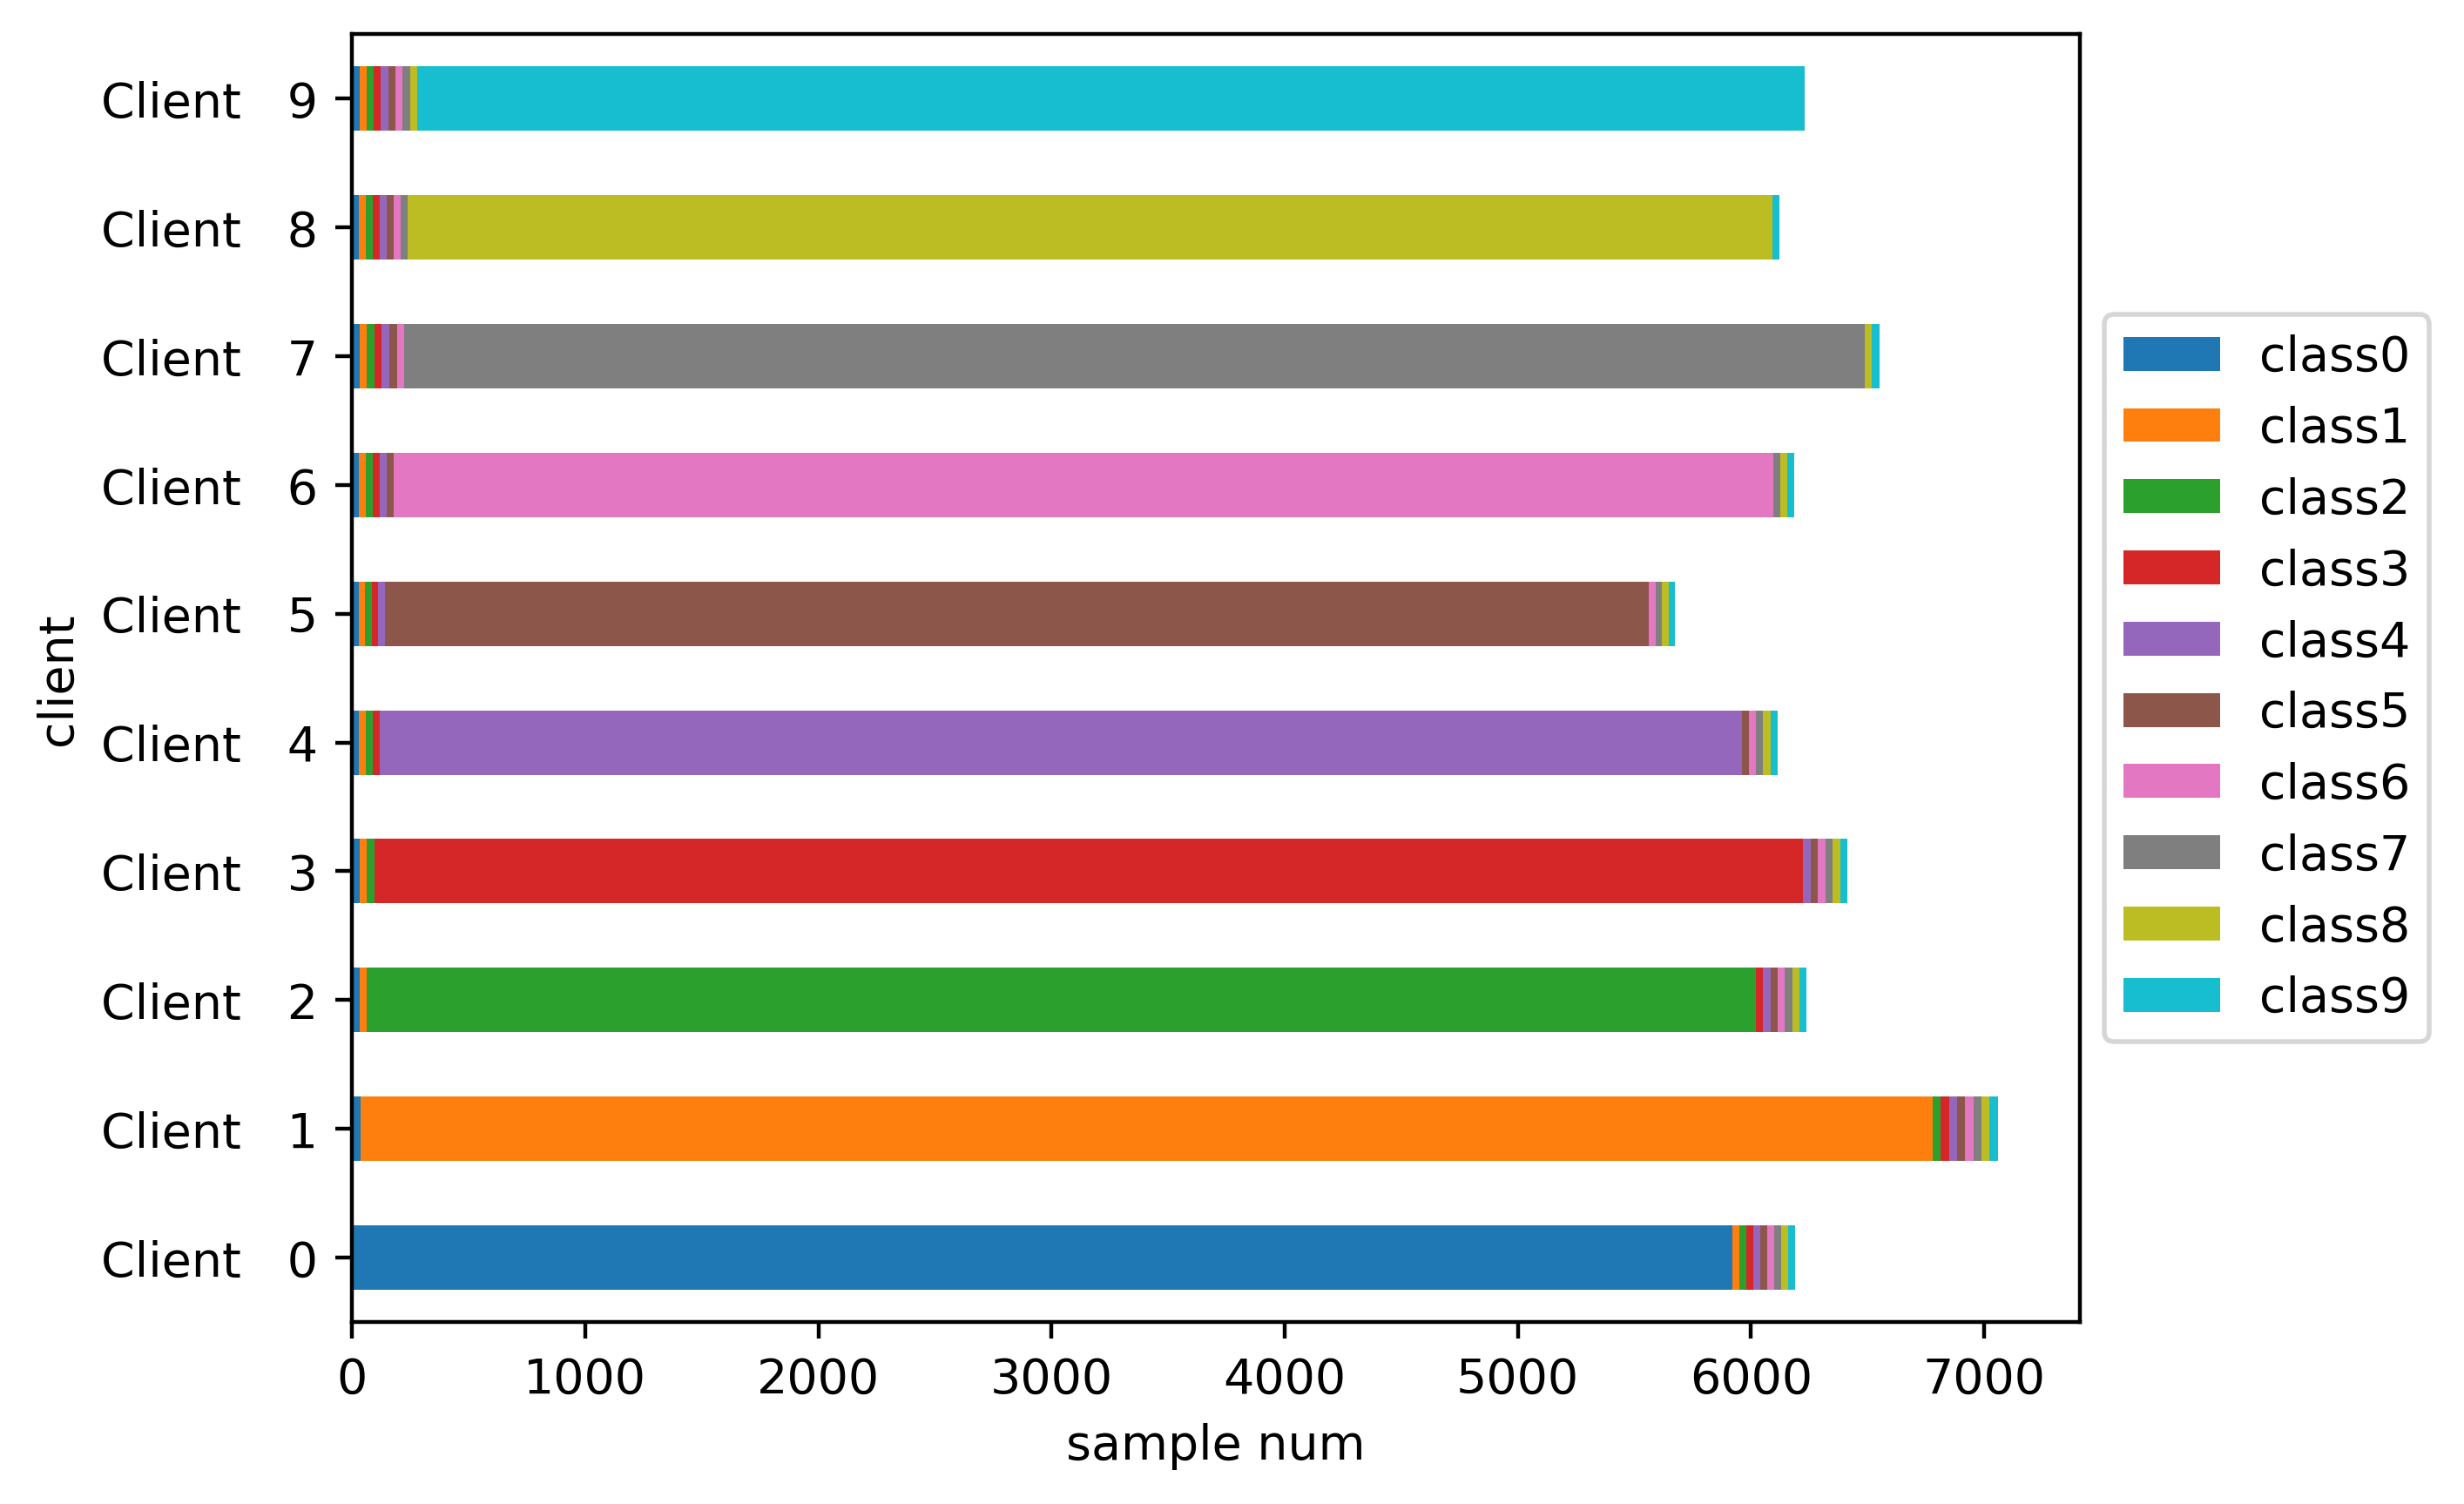 client
Client 9
Client 8
Client 7
Client 6
Client 5
Client 4
Client 3
Client 2
Client 1
Client 0
0 1000 2000 3000 4000 5000 6000 7000
sample num
class0
class1
class2
class3
class4
class5
class6
class7
class8
class9